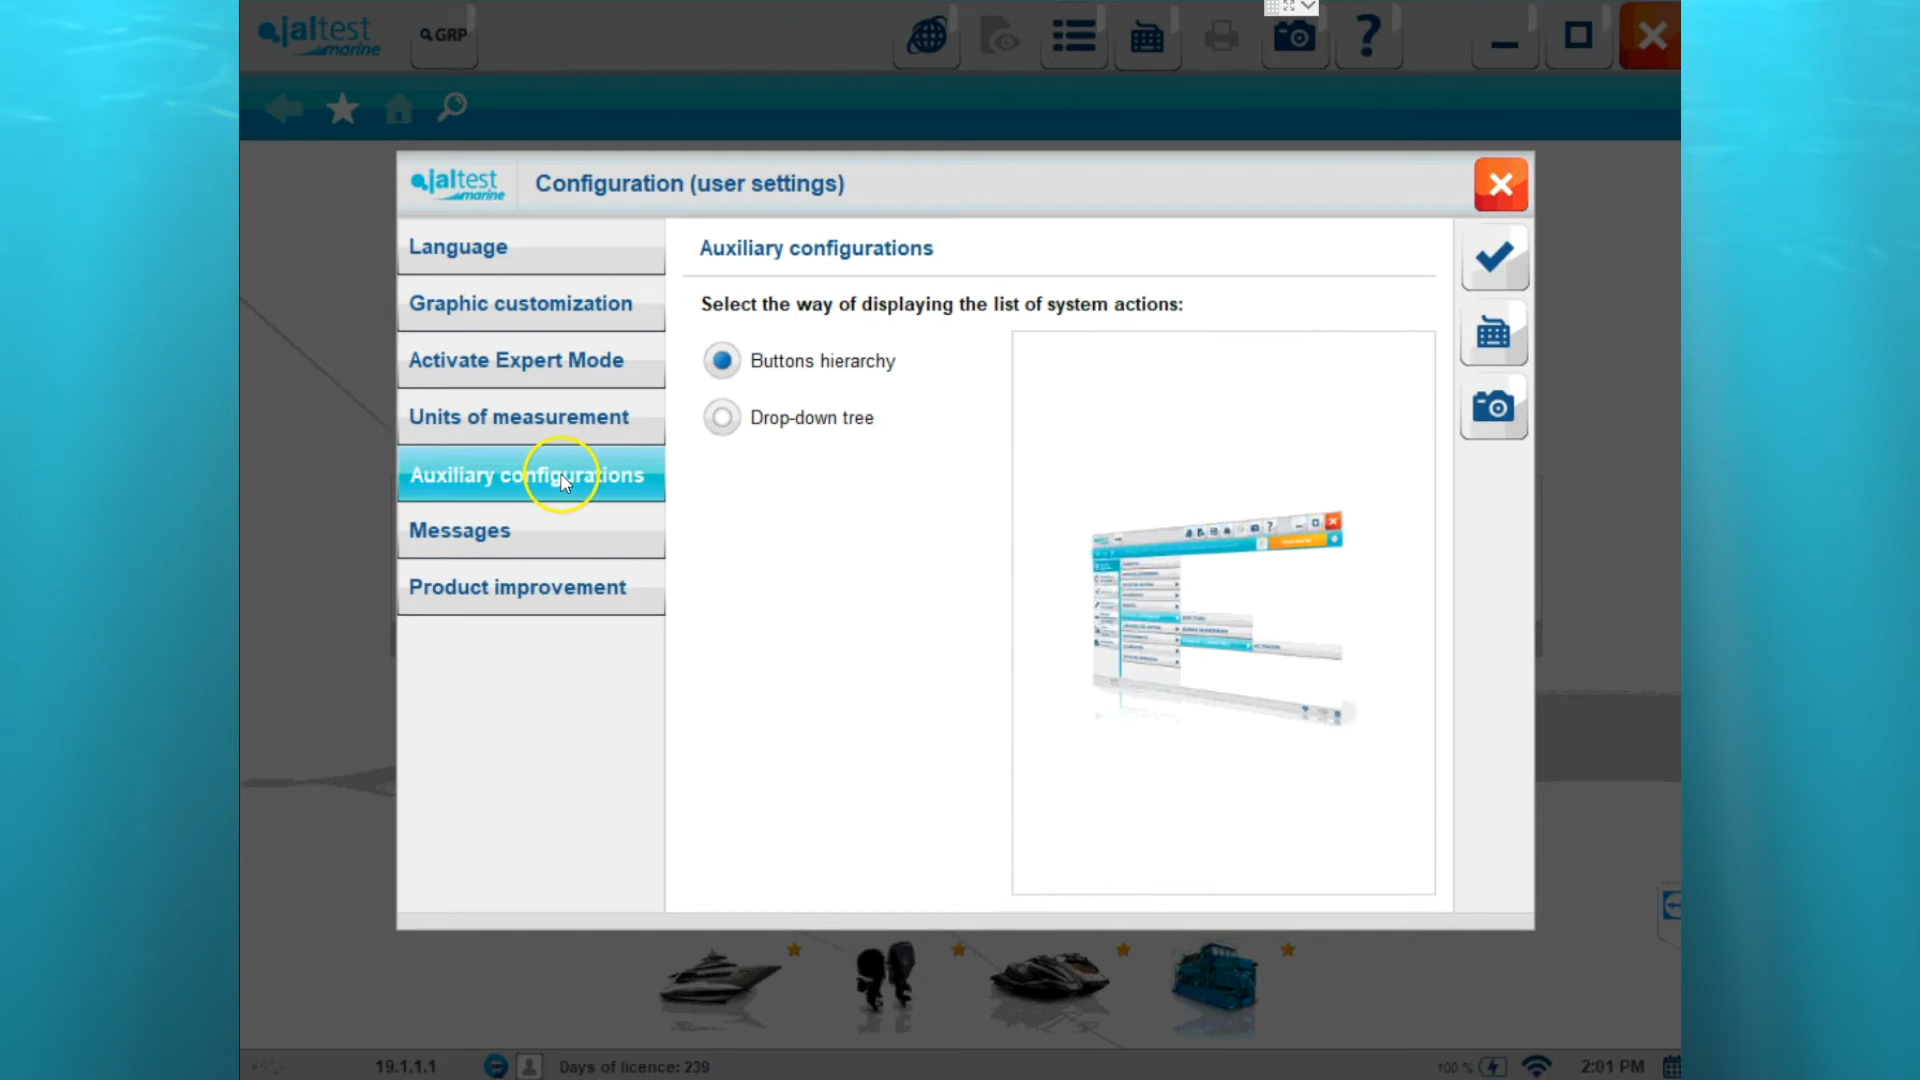 jaltest
marine
GRP
?
jaltest
marine
Configuration (user settings)
Language
Graphic customization
Activate Expert Mode
Units of measurement
Auxiliary configurations
Messages
Product improvement
Auxiliary configurations
Select the way of displaying the list of system actions:
Buttons hierarchy
Drop-down tree
19.1.1.1
Days of licence: 239
100 %
2:01 PM